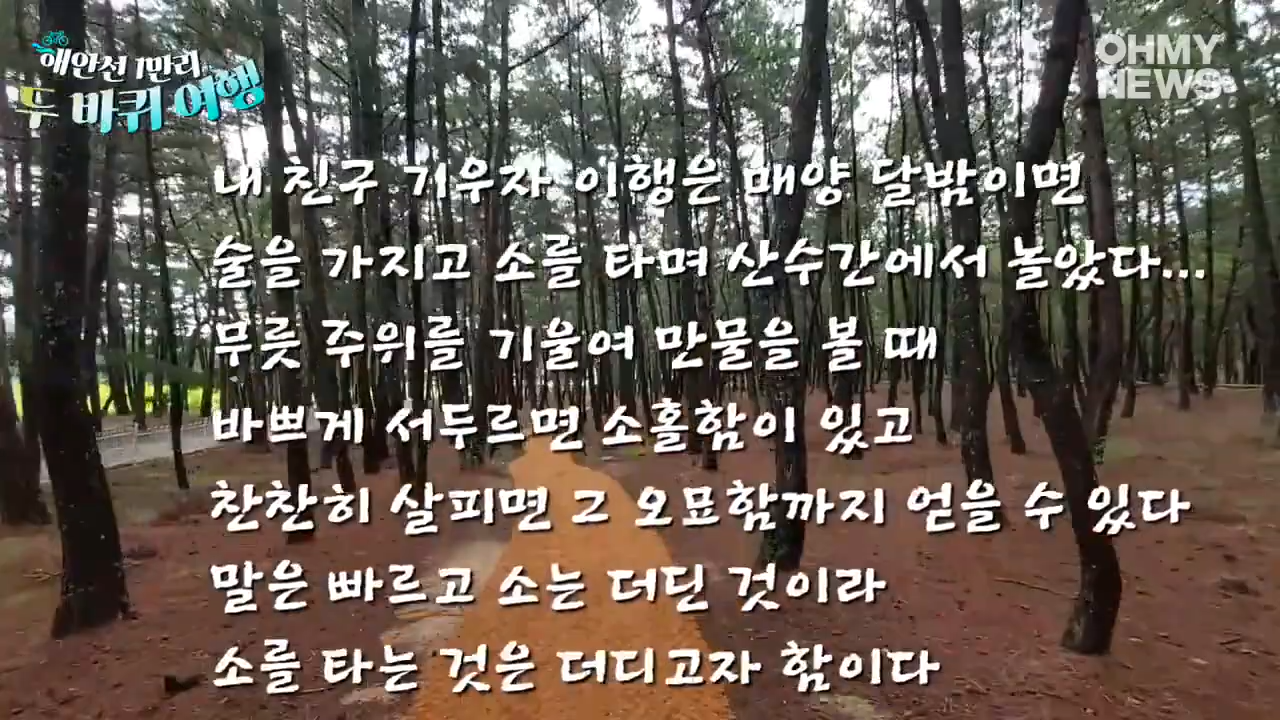 해안선 1만리
두 바퀴 여행
OHMY
NEWS
내 친구 기우자 이행은 매양 달밤이면
술을 가지고 소를 타며 산수간에서 놀았다...
무릇 주위를 기울여 만물을 볼 때
바쁘게 서두르면 소홀함이 있고
찬찬히 살피면 그 오묘함까지 얻을 수 있다
말은 빠르고 소는 더딘 것이라
소를 타는 것은 더디고자 함이다